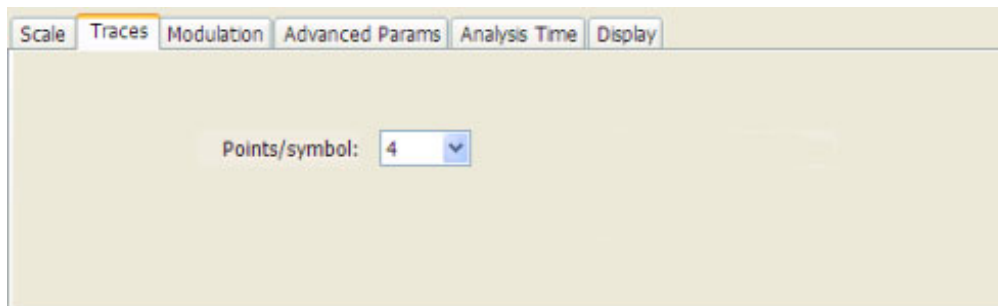 Scale Traces Modulation Advanced Params Analysis Time Display
Points/symbol: 4